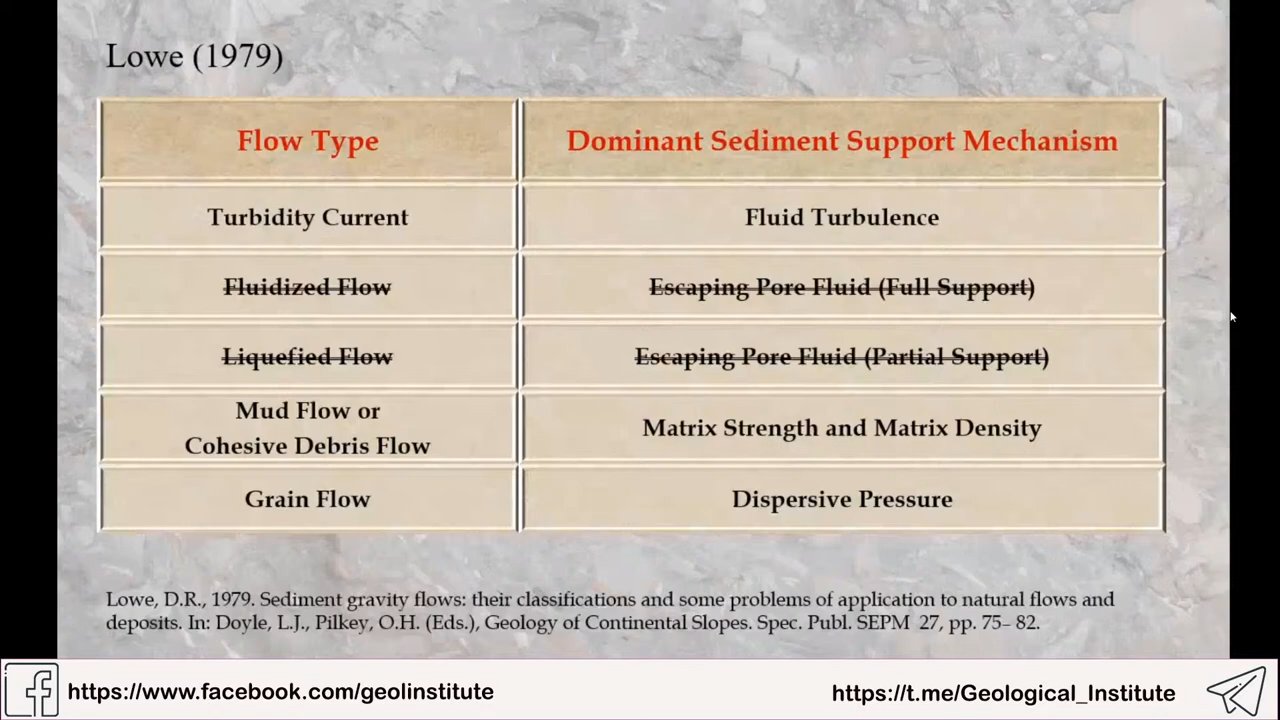 Lowe (1979)
Flow Type
Dominant Sediment Support Mechanism
Turbidity Current
Fluid Turbulence
Fluidized Flow
Escaping Pore Fluid (Full Support)
Liquefied Flow
Escaping Pore Fluid (Partial Support)
Mud Flow or
Cohesive Debris Flow
Matrix Strength and Matrix Density
Grain Flow
Dispersive Pressure
Lowe, D.R., 1979. Sediment gravity flows: their classifications and some problems of application to natural flows and
deposits. In: Doyle, L.J., Pilkey, O.H. (Eds.), Geology of Continental Slopes. Spec. Publ. SEPM 27, pp. 75– 82.
https://www.facebook.com/geolinstitute
https://t.me/Geological_Institute